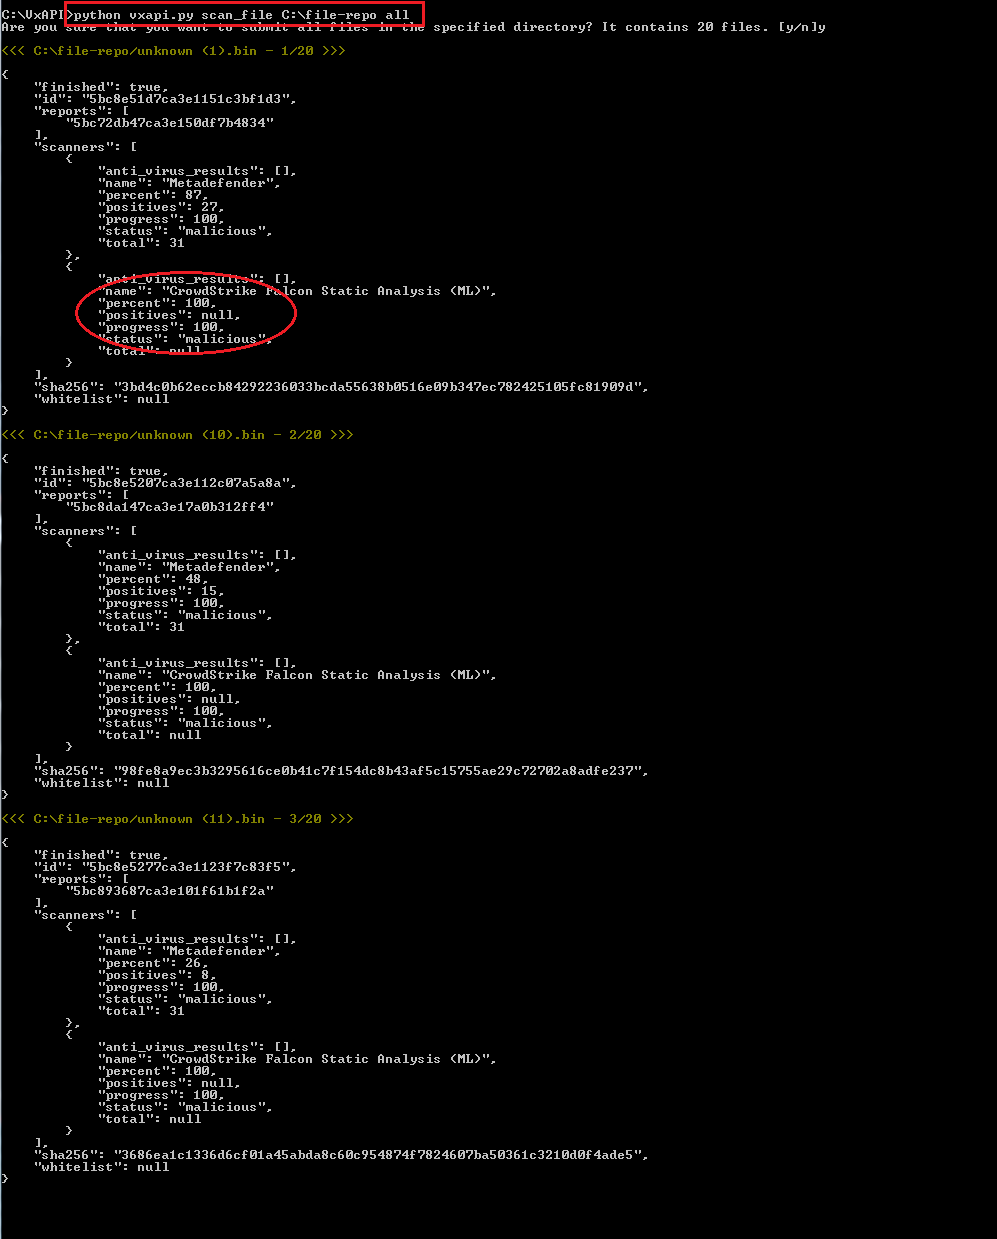 C:\VxAPI>python vxapi.py scan_file C:\file-repo all
Are you sure that you want to submit all files in the specified directory? It contains 20 files. [y/n]y
<<< C:\file-repo/unknown (1).bin - 1/20 >>>
{
    "finished": true,
    "id": "5bc8e51d7ca3e1151c3bf1d3",
    "reports": [
        "5bc72db47ca3e150df7b4834"
    ],
    "scanners": [
        {
            "anti_virus_results": [],
            "name": "Metadefender",
            "percent": 87,
            "positives": 27,
            "progress": 100,
            "status": "malicious",
            "total": 31
        },
        {
            "anti_virus_results": [],
            "name": "CrowdStrike Falcon Static Analysis (ML)",
            "percent": 100,
            "positives": null,
            "progress": 100,
            "status": "malicious",
            "total": null
        }
    ],
    "sha256": "3bd4c0b62eccb84292236033bcda55638b0516e09b347ec782425105fc81909d",
    "whitelist": null
}
<<< C:\file-repo/unknown (10).bin - 2/20 >>>
{
    "finished": true,
    "id": "5bc8e5207ca3e112c07a5a8a",
    "reports": [
        "5bc8da147ca3e17a0b312ff4"
    ],
    "scanners": [
        {
            "anti_virus_results": [],
            "name": "Metadefender",
            "percent": 48,
            "positives": 15,
            "progress": 100,
            "status": "malicious",
            "total": 31
        },
        {
            "anti_virus_results": [],
            "name": "CrowdStrike Falcon Static Analysis (ML)",
            "percent": 100,
            "positives": null,
            "progress": 100,
            "status": "malicious",
            "total": null
        }
    ],
    "sha256": "98fe8a9ec3b3295616ce0b41c7f154dc8b43af5c15755ae29c72702a8adfe237",
    "whitelist": null
}
<<< C:\file-repo/unknown (11).bin - 3/20 >>>
{
    "finished": true,
    "id": "5bc8e5277ca3e1123f7c83f5",
    "reports": [
        "5bc893687ca3e101f61b1f2a"
    ],
    "scanners": [
        {
            "anti_virus_results": [],
            "name": "Metadefender",
            "percent": 26,
            "positives": 8,
            "progress": 100,
            "status": "malicious",
            "total": 31
        },
        {
            "anti_virus_results": [],
            "name": "CrowdStrike Falcon Static Analysis (ML)",
            "percent": 100,
            "positives": null,
            "progress": 100,
            "status": "malicious",
            "total": null
        }
    ],
    "sha256": "3686ea1c1336d6cf01a45abda8c60c954874f7824607ba50361c3210d0f4ade5",
    "whitelist": null
}